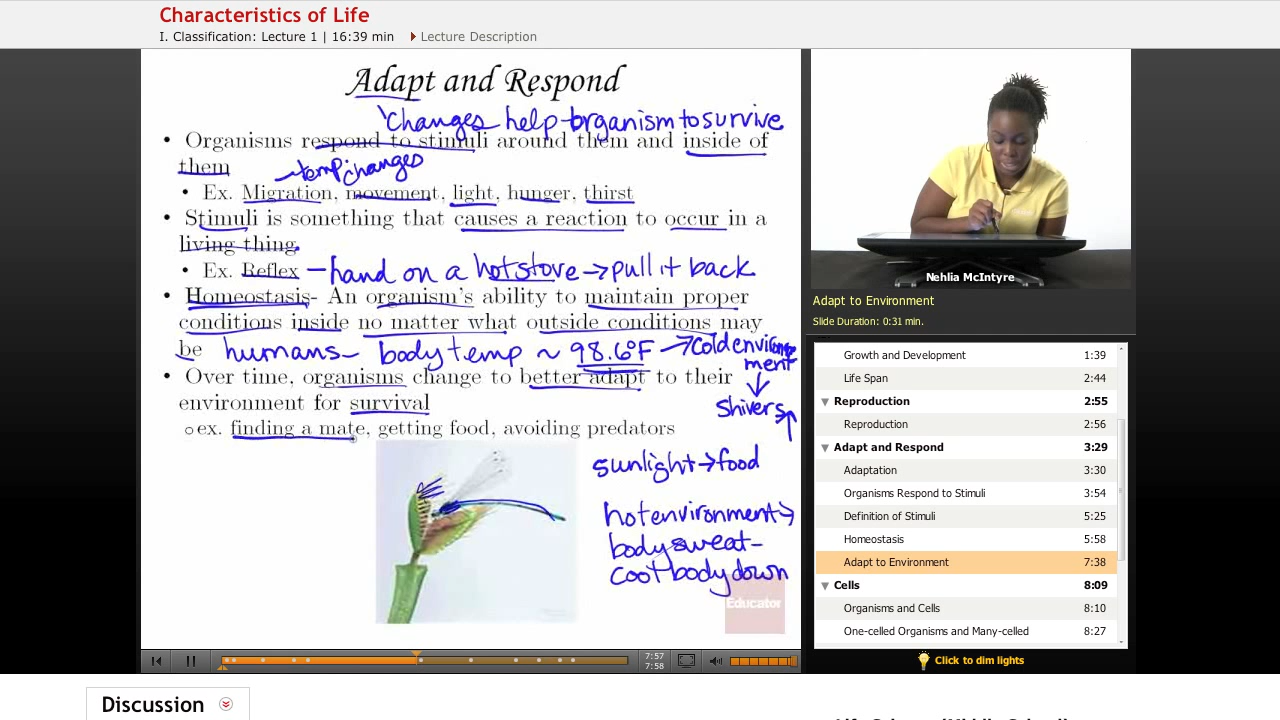 Characteristics of Life
I. Classification: Lecture 1 | 16:39 min
Lecture Description
Adapt and Respond
Changes help organism to survive
• Organisms respond to stimuli around them and inside of
them
temp changes
• Ex. Migration, movement, light, hunger, thirst
• Stimuli is something that causes a reaction to occur in a
living thing.
• Ex. Reflex – hand on a hot stove → pull it back
• Homeostasis- An organism's ability to maintain proper
conditions inside no matter what outside conditions may
be humans – body temp ~ 98.6°F → cold environ
ment
• Over time, organisms change to better adapt to their
Shivers
environment for survival
o ex. finding a mate, getting food, avoiding predators
sunlight → food
hot environment →
body sweat –
cool body down
Educator
7:57
7:58
Nehlia McIntyre
Adapt to Environment
Slide Duration: 0:31 min.
Growth and Development 1:39
Life Span 2:44
Reproduction 2:55
Reproduction 2:56
Adapt and Respond 3:29
Adaptation 3:30
Organisms Respond to Stimuli 3:54
Definition of Stimuli 5:25
Homeostasis 5:58
Adapt to Environment 7:38
Cells 8:09
Organisms and Cells 8:10
One-celled Organisms and Many-celled 8:27
Click to dim lights
Discussion